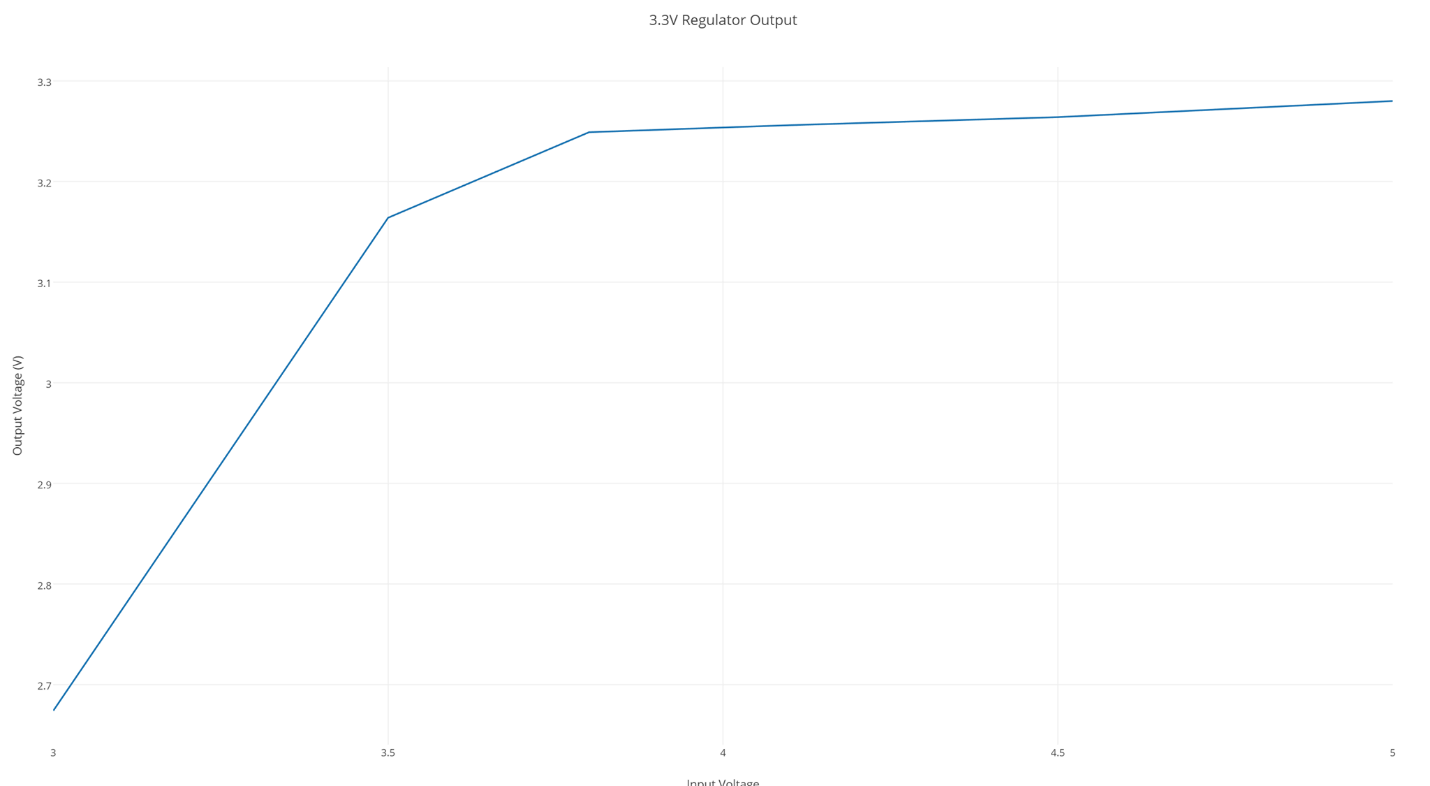 3.3V Regulator Output
3.3
3.2
3.1
3
2.9
2.8
2.7
Output Voltage (V)
3 3.5 4 4.5 5
Input Voltage